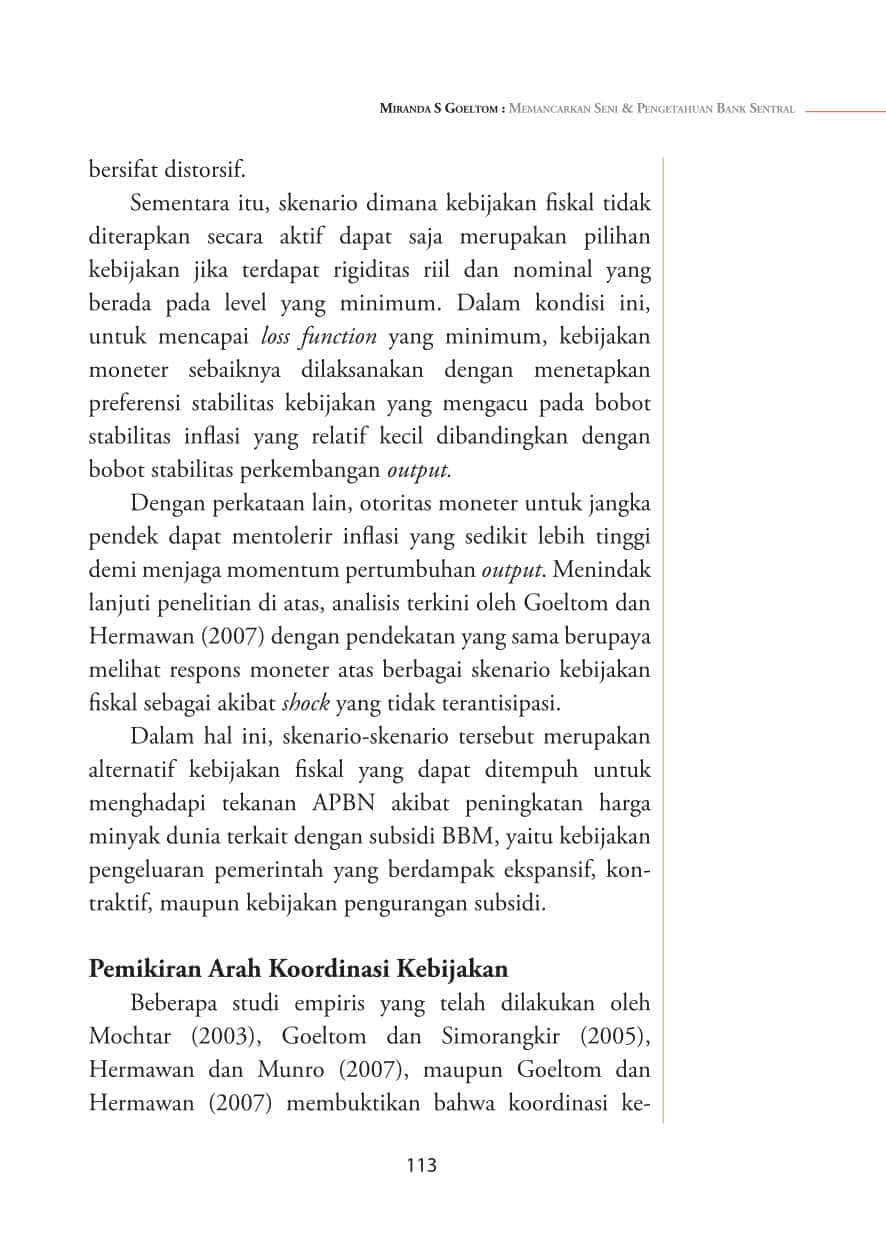 MIRANDA S GOELTOM : MEMANCARKAN SENI & PENGETAHUAN BANK SENTRAL
bersifat distorsif.
Sementara itu, skenario dimana kebijakan fiskal tidak
diterapkan secara aktif dapat saja merupakan pilihan
kebijakan jika terdapat rigiditas riil dan nominal yang
berada pada level yang minimum. Dalam kondisi ini,
untuk mencapai loss function yang minimum, kebijakan
moneter sebaiknya dilaksanakan dengan menetapkan
preferensi stabilitas kebijakan yang mengacu pada bobot
stabilitas inflasi yang relatif kecil dibandingkan dengan
bobot stabilitas perkembangan output.
Dengan perkataan lain, otoritas moneter untuk jangka
pendek dapat mentolerir inflasi yang sedikit lebih tinggi
demi menjaga momentum pertumbuhan output. Menindak
lanjuti penelitian di atas, analisis terkini oleh Goeltom dan
Hermawan (2007) dengan pendekatan yang sama berupaya
melihat respons moneter atas berbagai skenario kebijakan
fiskal sebagai akibat shock yang tidak terantisipasi.
Dalam hal ini, skenario-skenario tersebut merupakan
alternatif kebijakan fiskal yang dapat ditempuh untuk
menghadapi tekanan APBN akibat peningkatan harga
minyak dunia terkait dengan subsidi BBM, yaitu kebijakan
pengeluaran pemerintah yang berdampak ekspansif, kon-
traktif, maupun kebijakan pengurangan subsidi.
Pemikiran Arah Koordinasi Kebijakan
Beberapa studi empiris yang telah dilakukan oleh
Mochtar (2003), Goeltom dan Simorangkir (2005),
Hermawan dan Munro (2007), maupun Goeltom dan
Hermawan (2007) membuktikan bahwa koordinasi ke-
113